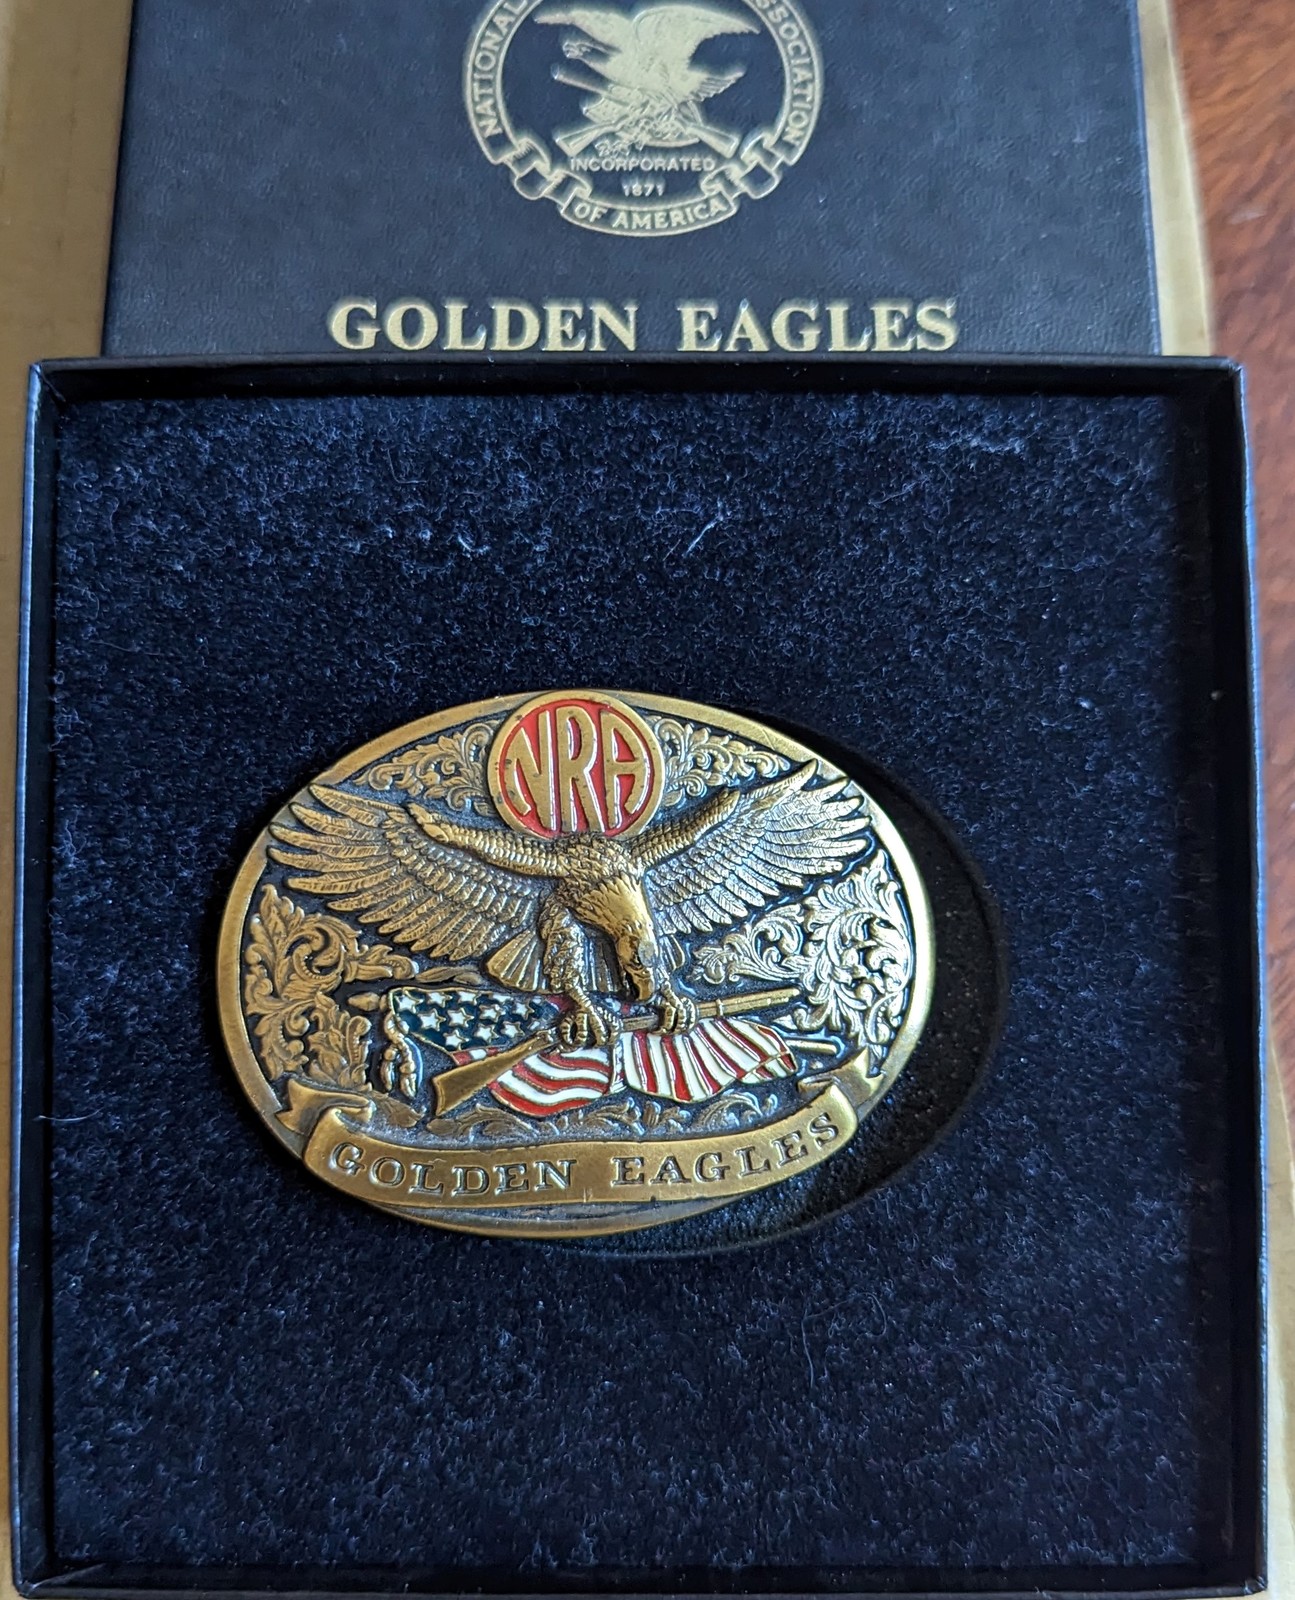 NATIONAL
ASSOCIATION
INCORPORATED
1871
OF AMERICA
GOLDEN EAGLES
NRA
GOLDEN EAGLES